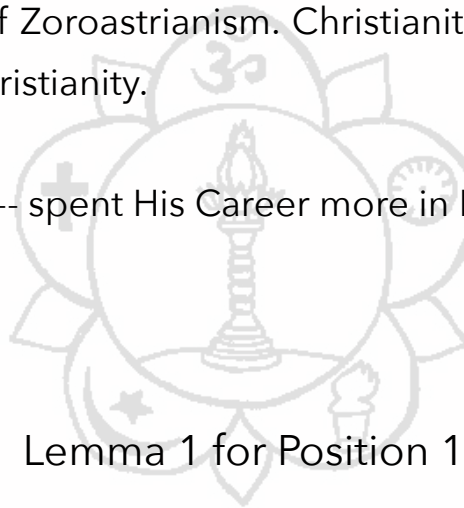 f Zoroastrianism. Christianit
ristianity.
-- spent His Career more in
Lemma 1 for Position 1
ॐ